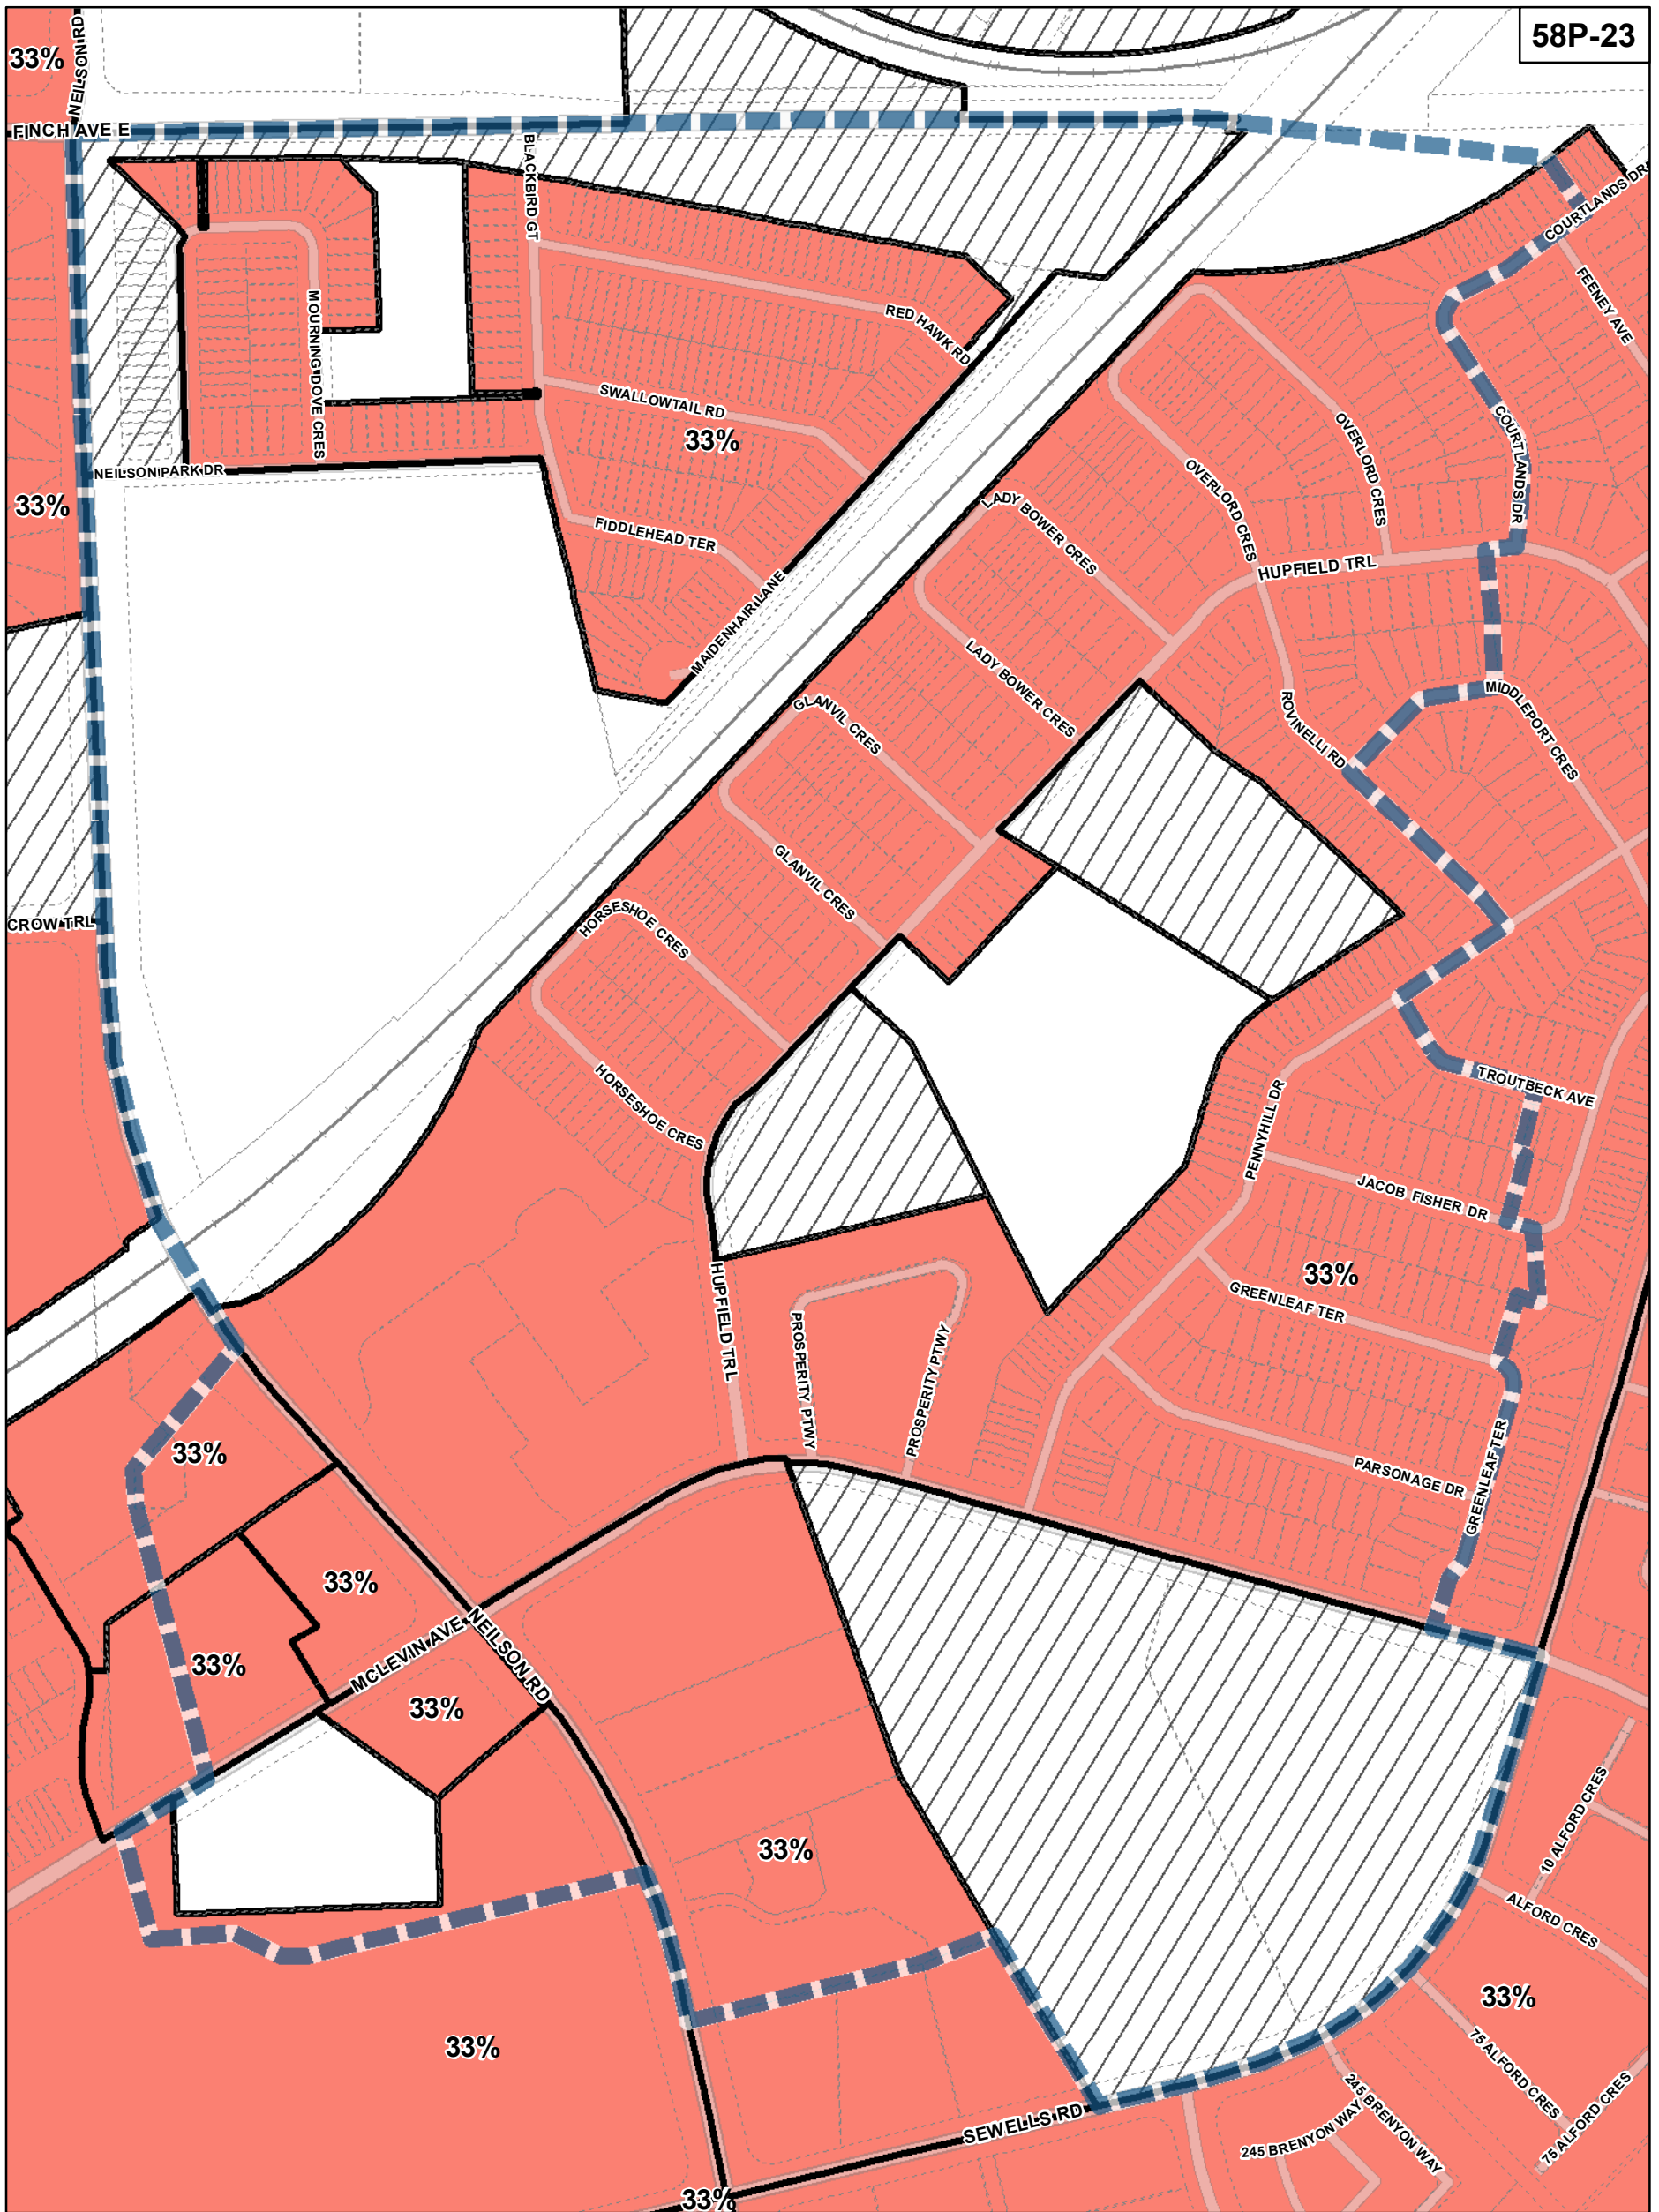 58P-23
33%
NEILSON RD
FINCH AVE E
BLACKBIRD GT
COURTLANDS DR
FEENEY AVE
MOURNING DOVE CRES
RED HAWK RD
SWALLOWTAIL RD
33%
OVERLORD CRES
OVERLORD CRES
COURTLANDS DR
NEILSON PARK DR
33%
LADY BOWER CRES
FIDDLEHEAD TER
HUPFIELD TRL
MAIDENHAIR LANE
LADY BOWER CRES
GLANVIL CRES
ROVINELLI RD
MIDDLEPORT CRES
GLANVIL CRES
CROW TRL
HORSESHOE CRES
HORSESHOE CRES
PENNYHILL DR
TROUTBECK AVE
JACOB FISHER DR
33%
GREENLEAF TER
HUPFIELD TRL
PROSPERITY PTWY
PROSPERITY PTWY
33%
PARSONAGE DR
GREENLEAF TER
33%
MCLEVIN AVE
NEILSON RD
33%
33%
33%
10 ALFORD CRES
ALFORD CRES
33%
33%
75 ALFORD CRES
75 ALFORD CRES
245 BRENYON WAY
245 BRENYON WAY
SEWELLS RD
33%